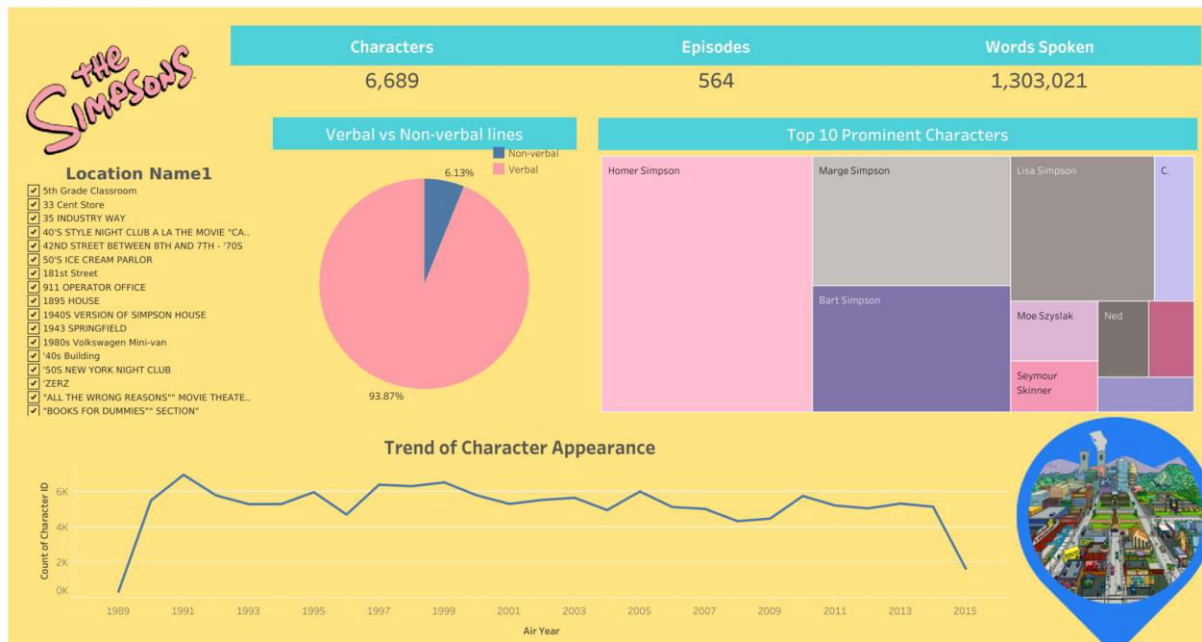 THE
SIMPSONS
Characters
Episodes
Words Spoken
6,689
564
1,303,021
Verbal vs Non-verbal lines
Non-verbal
Verbal
6.13%
93.87%
Top 10 Prominent Characters
Homer Simpson
Marge Simpson
Lisa Simpson
C.
Bart Simpson
Moe Szyslak
Ned
Seymour
Skinner
Location Name1
5th Grade Classroom
33 Cent Store
35 INDUSTRY WAY
40'S STYLE NIGHT CLUB A LA THE MOVIE "CA..
42ND STREET BETWEEN 8TH AND 7TH - '70S
50'S ICE CREAM PARLOR
181st Street
911 OPERATOR OFFICE
1895 HOUSE
1940S VERSION OF SIMPSON HOUSE
1943 SPRINGFIELD
1980s Volkswagen Mini-van
'40s Building
'50S NEW YORK NIGHT CLUB
'ZERZ
"ALL THE WRONG REASONS"" MOVIE THEATE..
"BOOKS FOR DUMMIES"" SECTION"
Trend of Character Appearance
Count of Character ID
6K
4K
2K
0K
1989 1991 1993 1995 1997 1999 2001 2003 2005 2007 2009 2011 2013 2015
Air Year